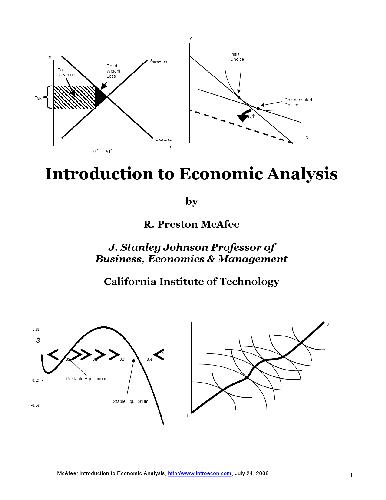 Introduction to Economic Analysis
by
R. Preston McAfee
J. Stanley Johnson Professor of
Business, Economics & Management
California Institute of Technology
McAfee: Introduction to Economic Analysis, http://www.introecon.com, July 24, 2006
1